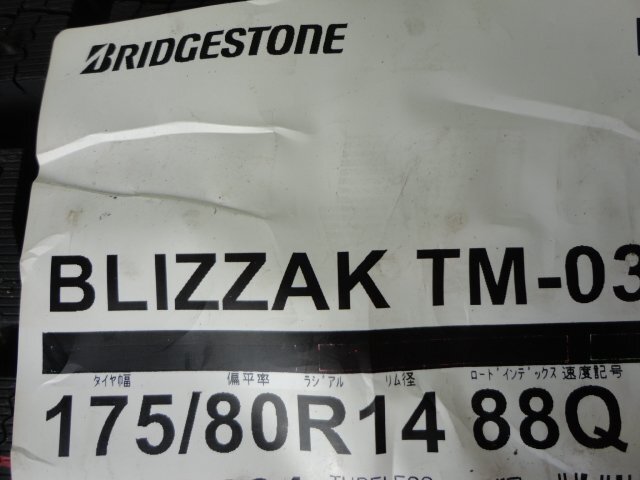 BRIDGESTONE
BLIZZAK TM-03
タイヤ幅 偏平率 ラジアル リム径 ロードインデックス 速度記号
175/80R14 88Q
TUBELESS